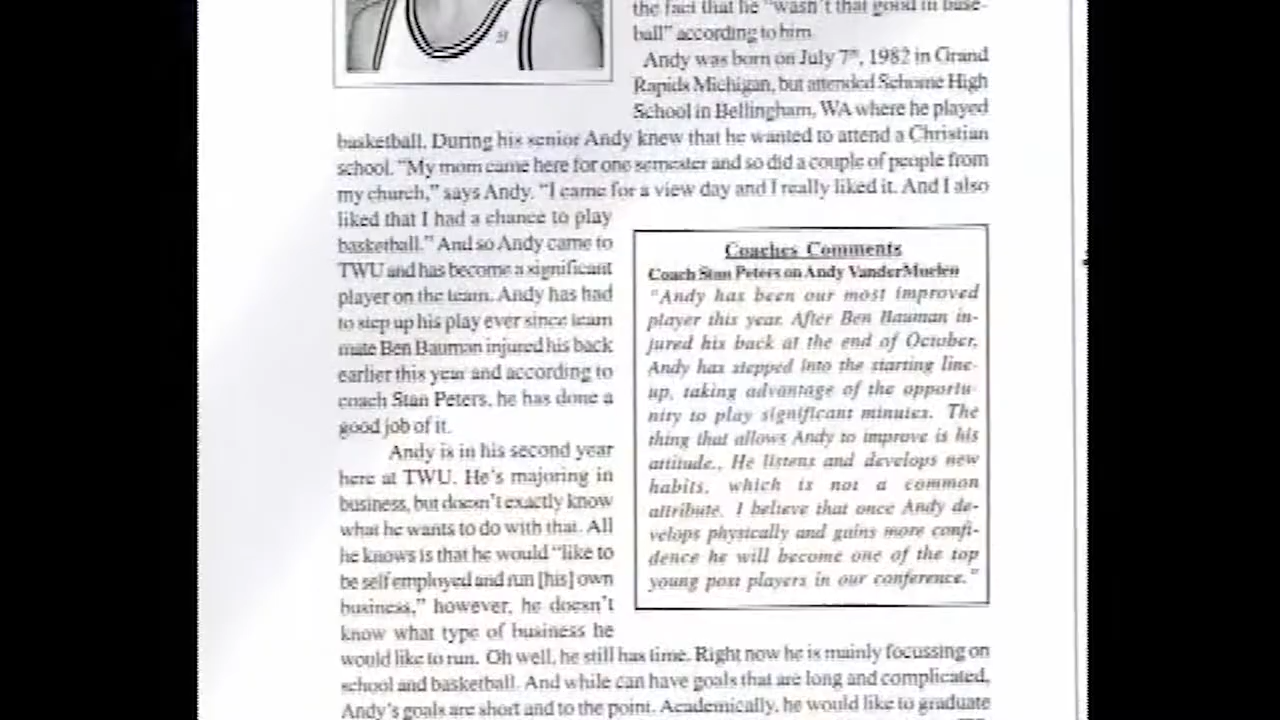 the fact that he "wasn't that good in base-
ball" according to him.
Andy was born on July 7th, 1982 in Grand
Rapids Michigan, but attended Sehome High
School in Bellingham, WA where he played
basketball. During his senior Andy knew that he wanted to attend a Christian
school. "My mom came here for one semester and so did a couple of people from
my church," says Andy. "I came for a view day and I really liked it. And I also
liked that I had a chance to play
basketball." And so Andy came to
TWU and has become a significant
player on the team. Andy has had
to step up his play ever since team
mate Ben Bauman injured his back
earlier this year and according to
coach Stan Peters, he has done a
good job of it.
Andy is in his second year
here at TWU. He's majoring in
business, but doesn't exactly know
what he wants to do with that. All
he knows is that he would "like to
be self employed and run [his] own
business," however, he doesn't
know what type of business he
would like to run. Oh well, he still has time. Right now he is mainly focussing on
school and basketball. And while can have goals that are long and complicated,
Andy's goals are short and to the point. Academically, he would like to graduate
Coaches Comments
Coach Stan Peters on Andy VanderMuelen
"Andy has been our most improved
player this year. After Ben Bauman in-
jured his back at the end of October,
Andy has stepped into the starting line-
up, taking advantage of the opportu-
nity to play significant minutes. The
thing that allows Andy to improve is his
attitude.. He listens and develops new
habits, which is not a common
attribute. I believe that once Andy de-
velops physically and gains more confi-
dence he will become one of the top
young post players in our conference."